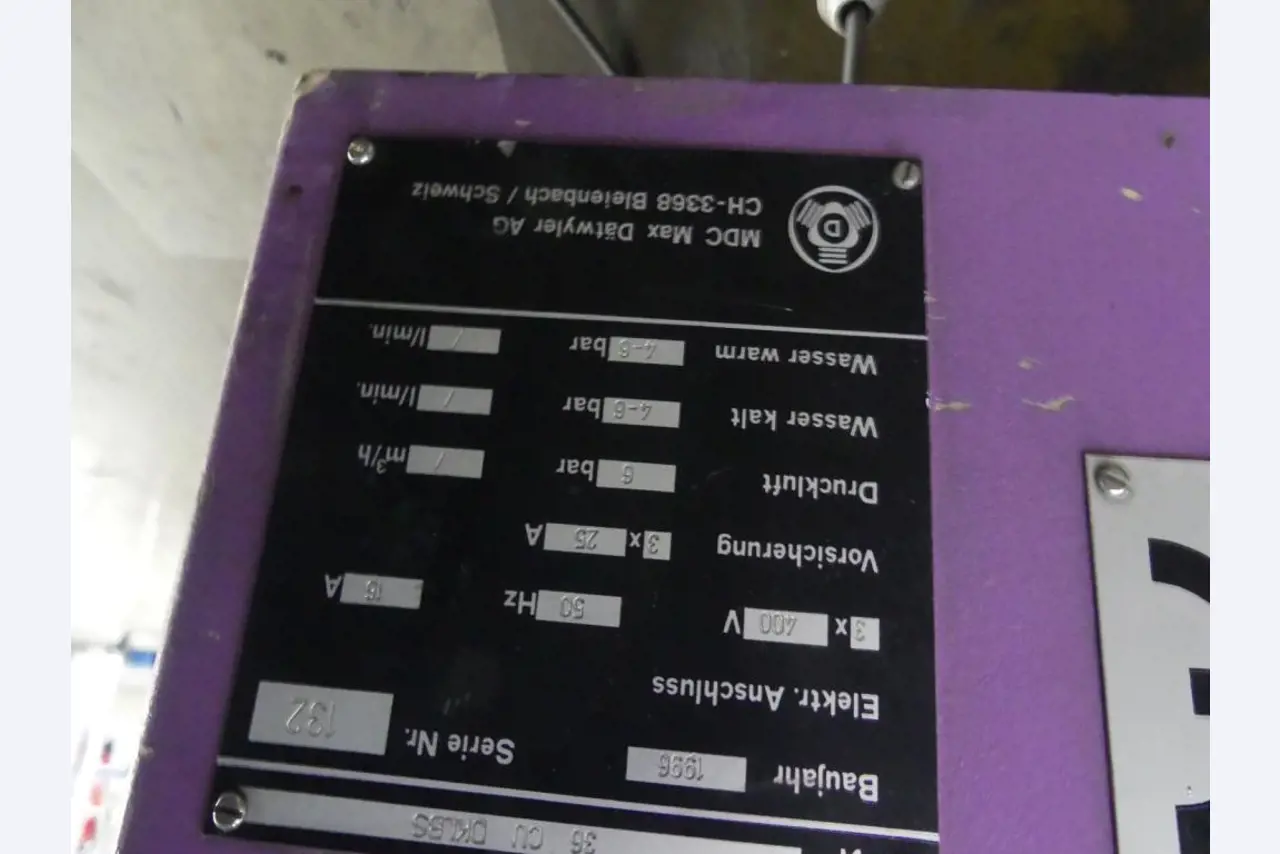 36 CU
Baujahr 1996 Serie Nr. 132
Elektr. Anschluss
3 x 400 V 50 Hz 16 A
Vorsicherung 3 x 25 A
Druckluft 6 bar / m³/h
Wasser kalt 4-6 bar / l/min.
Wasser warm 4-6 bar / l/min.
D
MDC Max Dätwyler AG
CH-3368 Bleienbach / Schweiz